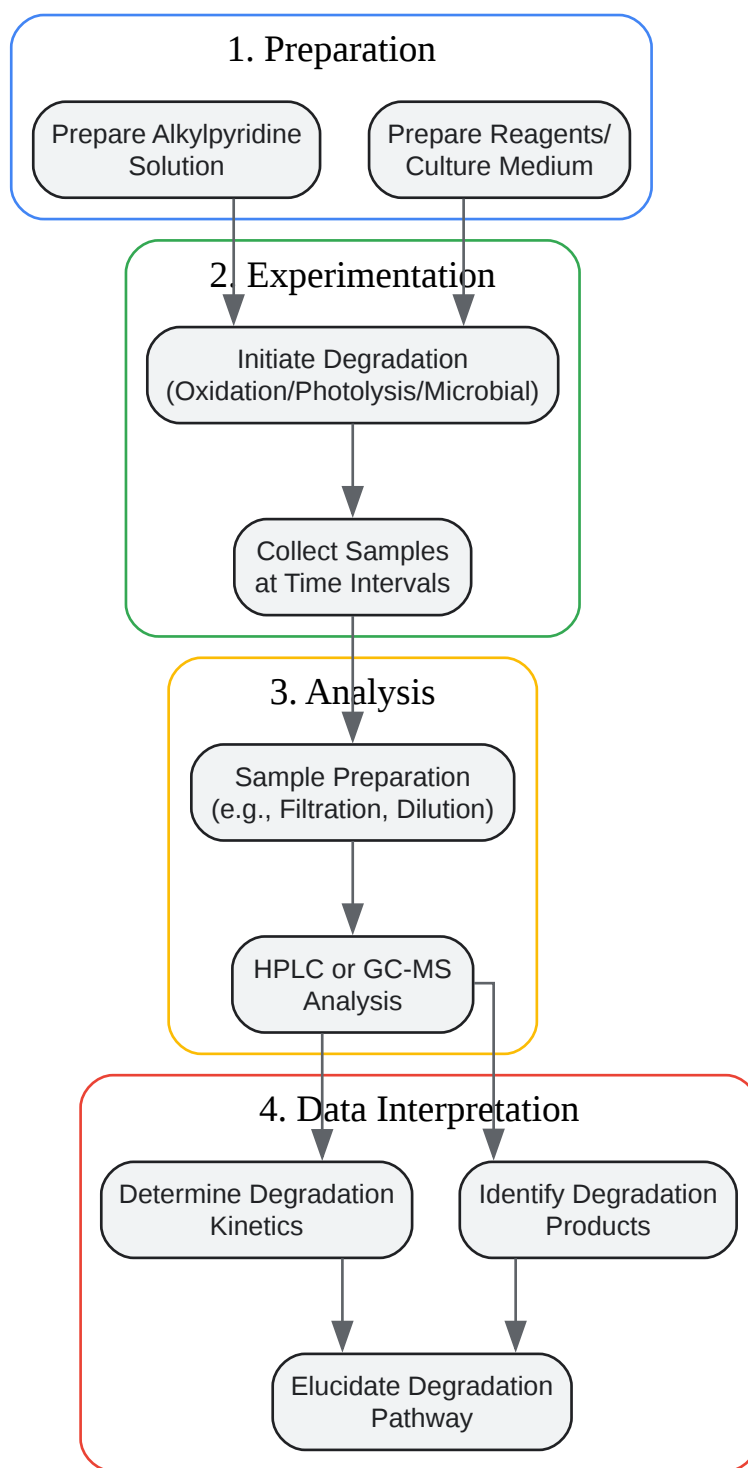 1. Preparation
Prepare Alkylpyridine
Solution
Prepare Reagents/
Culture Medium
2. Experimentation
Initiate Degradation
(Oxidation/Photolysis/Microbial)
Collect Samples
at Time Intervals
3. Analysis
Sample Preparation
(e.g., Filtration, Dilution)
HPLC or GC-MS
Analysis
4. Data Interpretation
Determine Degradation
Kinetics
Identify Degradation
Products
Elucidate Degradation
Pathway